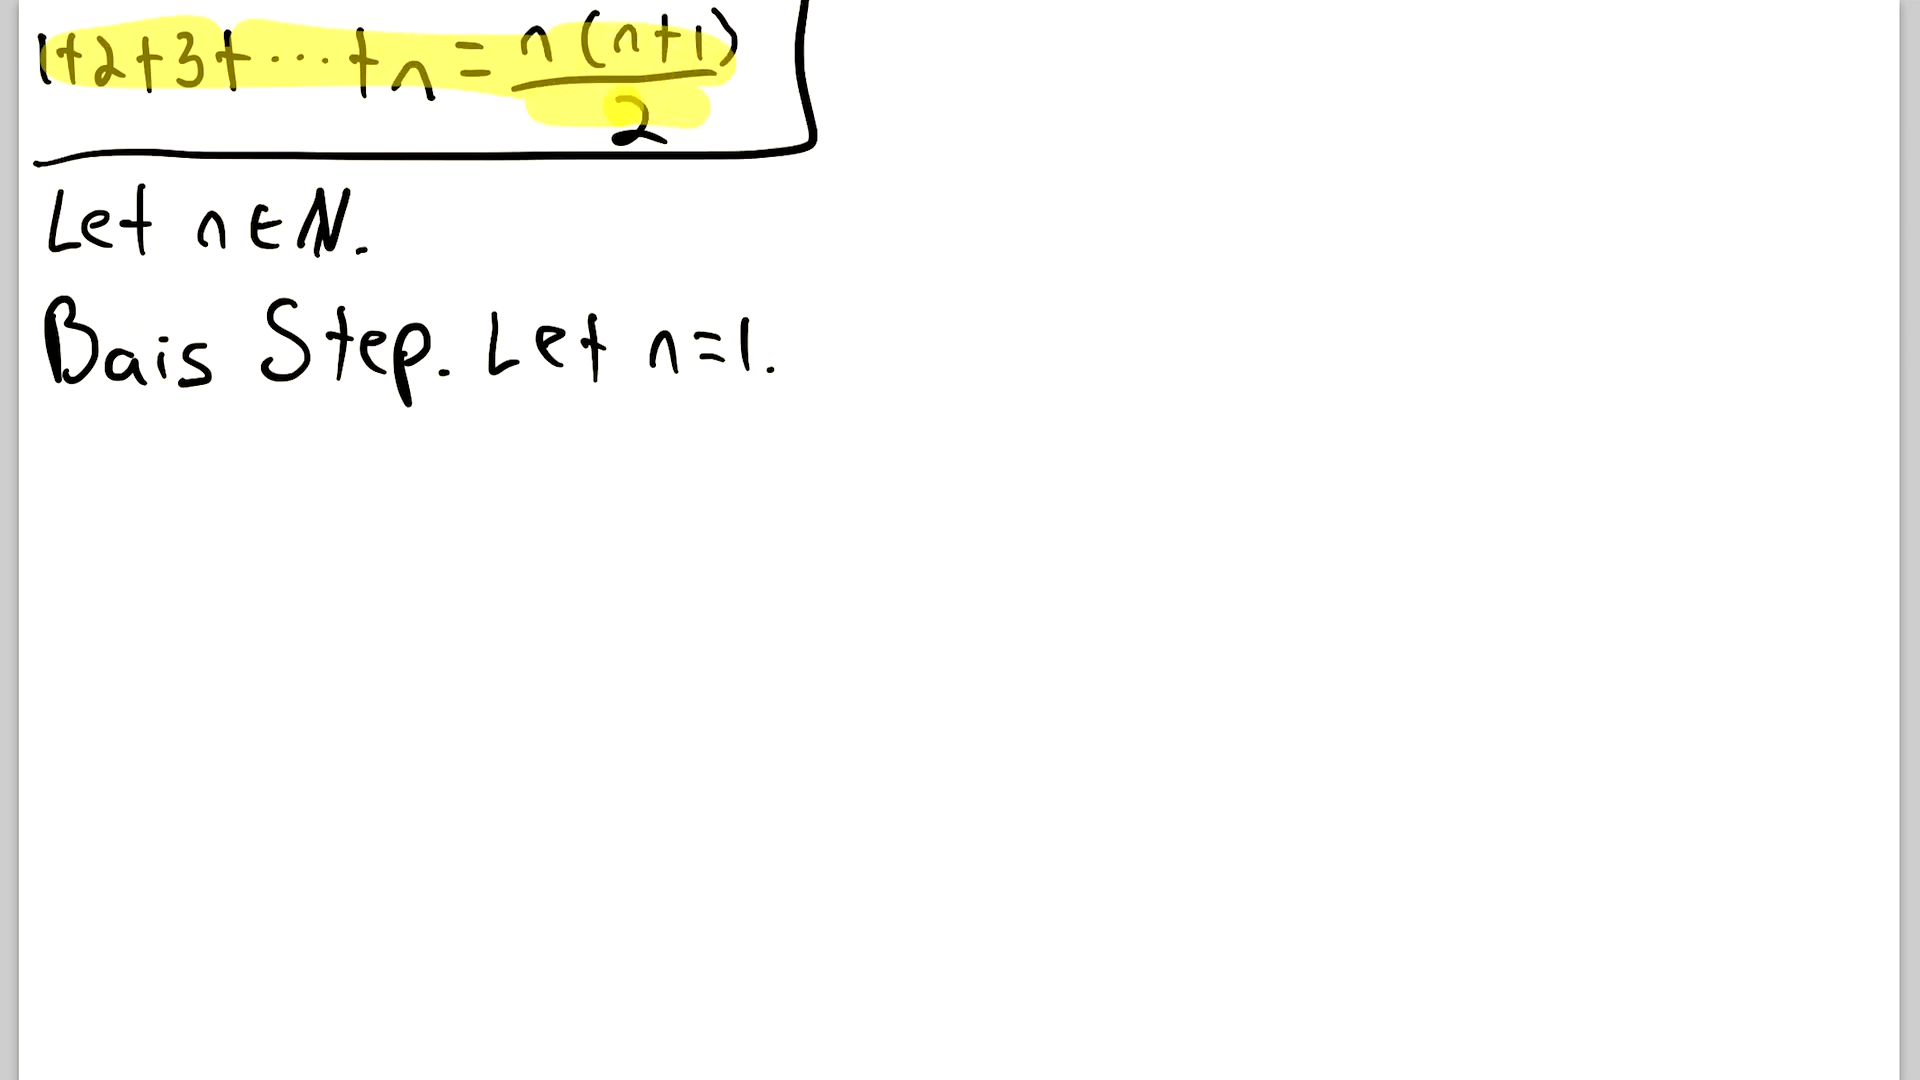 1+2+3+...+n = n(n+1)/2
Let n∈N.
Bais Step. Let n=1.